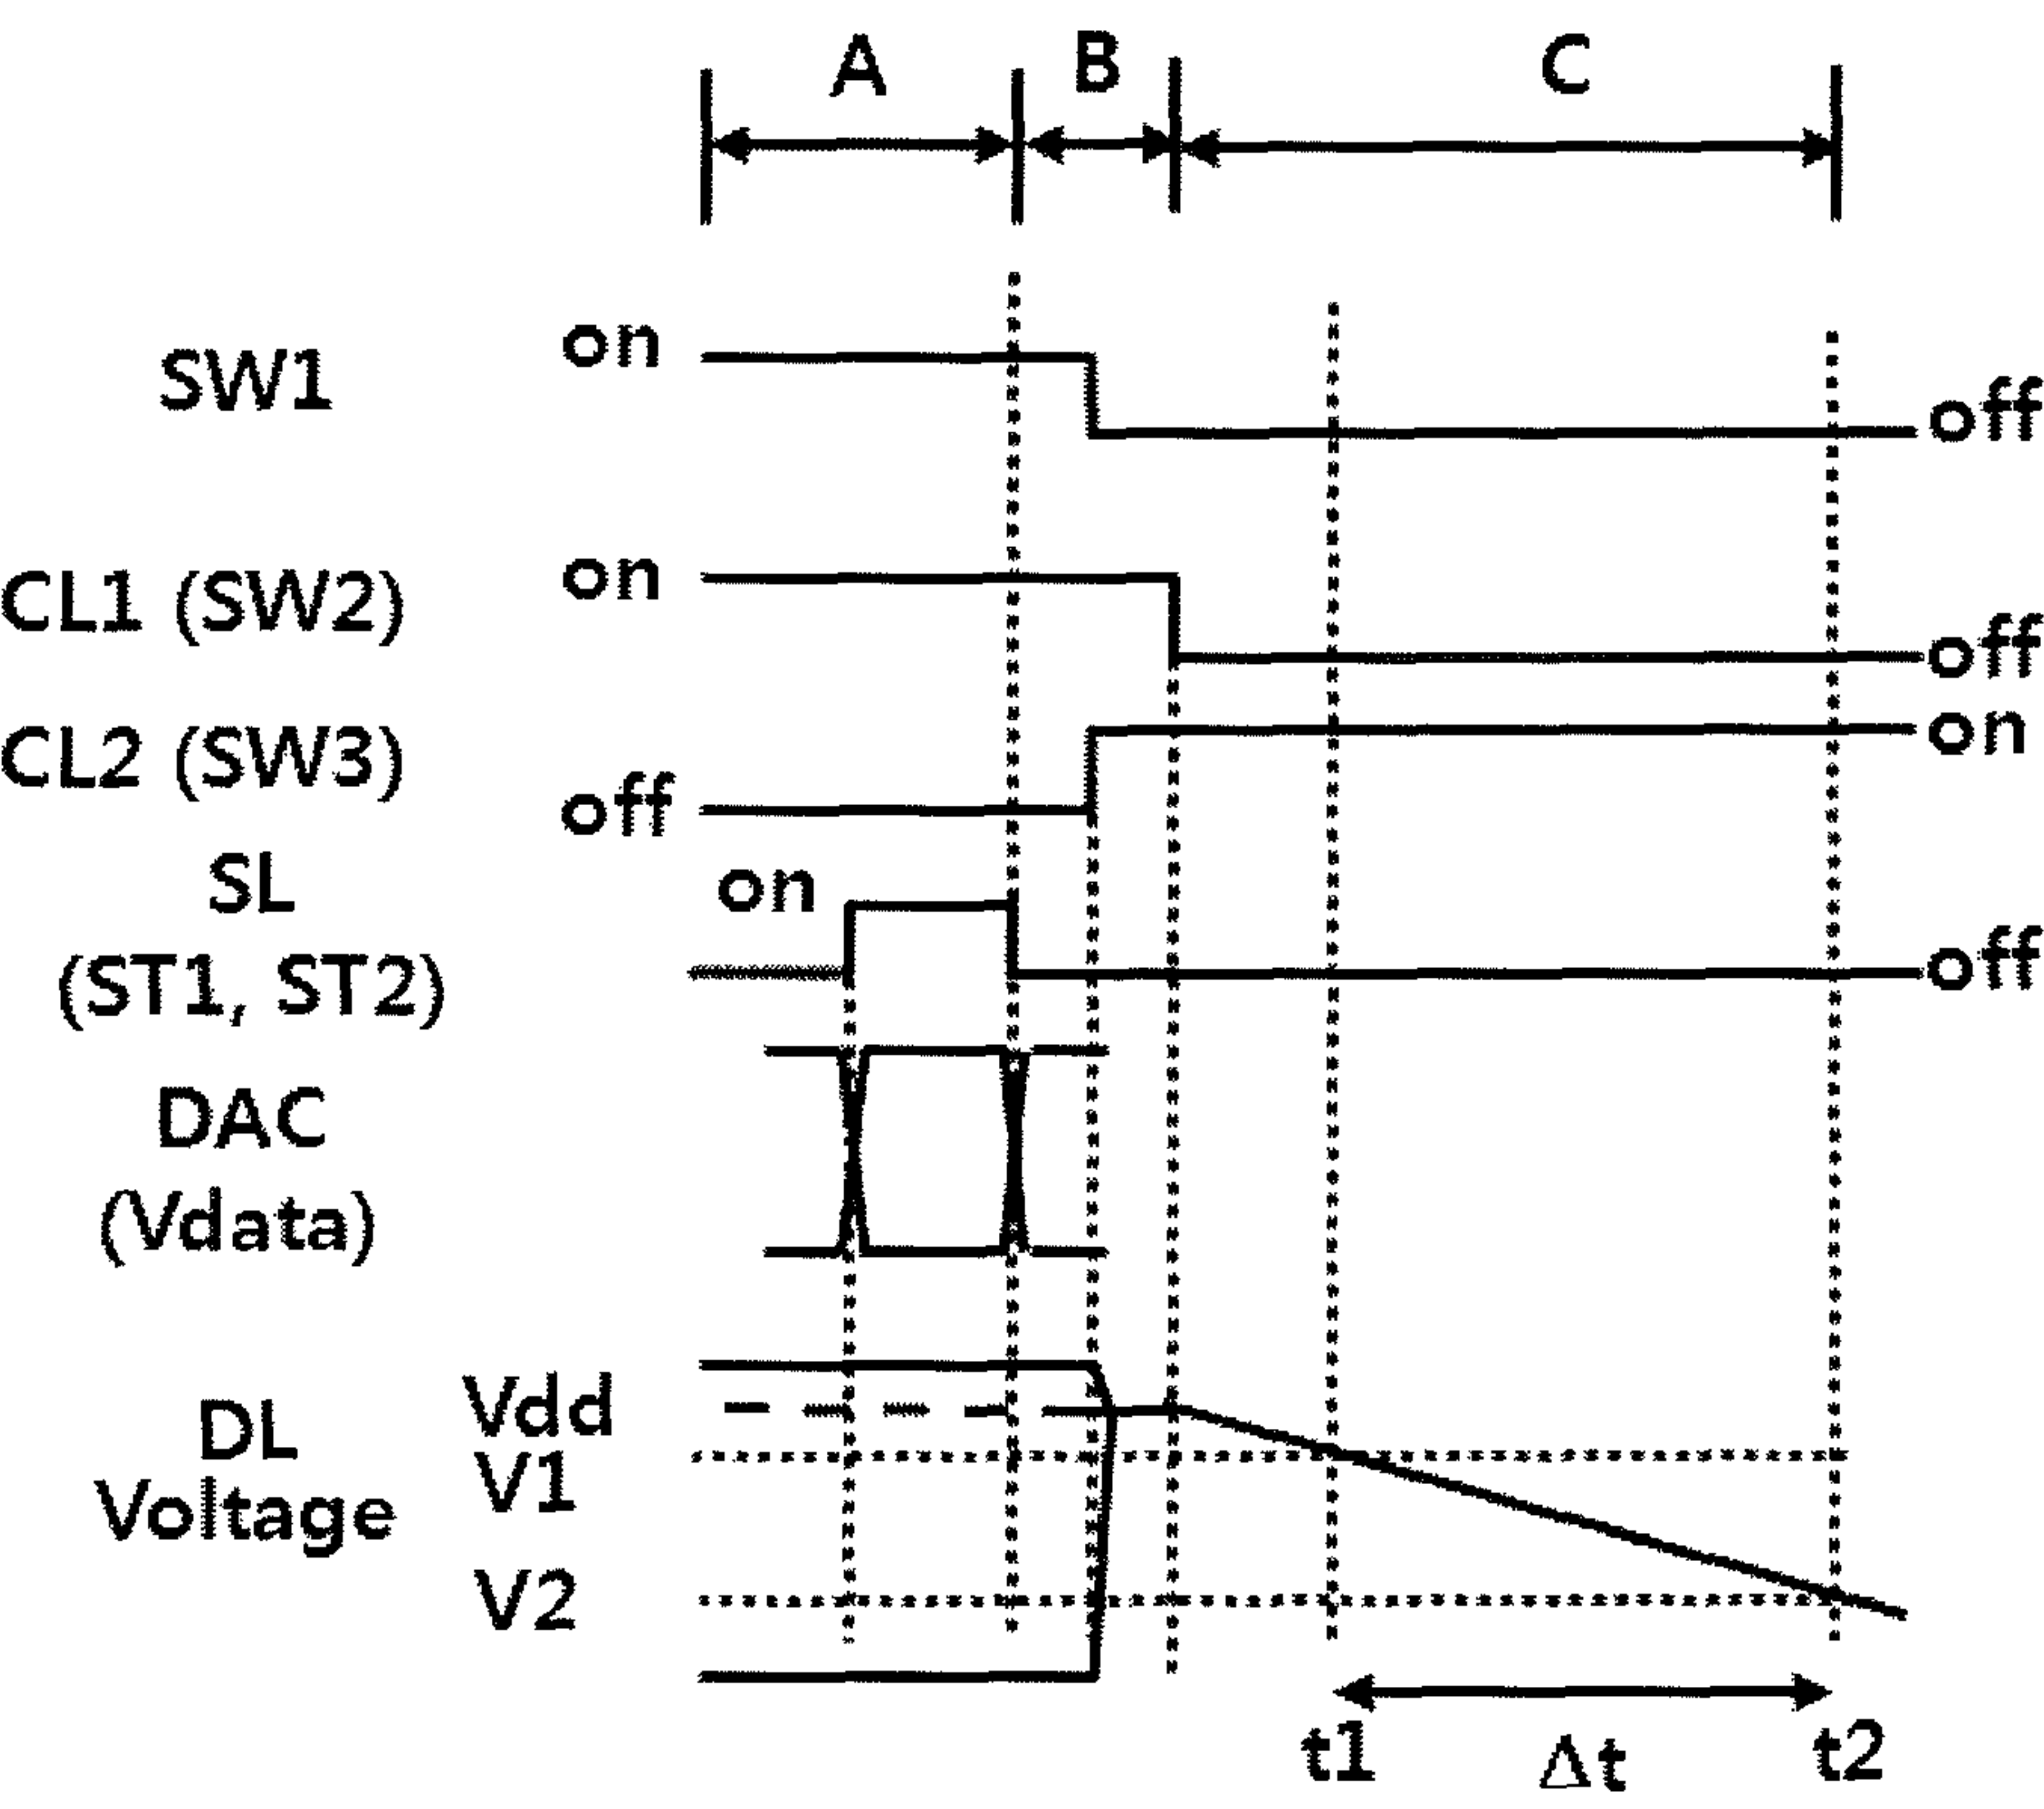 A B C
SW1 on off
CL1 (SW2) on off
CL2 (SW3) off on
SL on
(ST1, ST2) off
DAC
(Vdata)
DL Vdd
Voltage V1
V2
t1 Δt t2